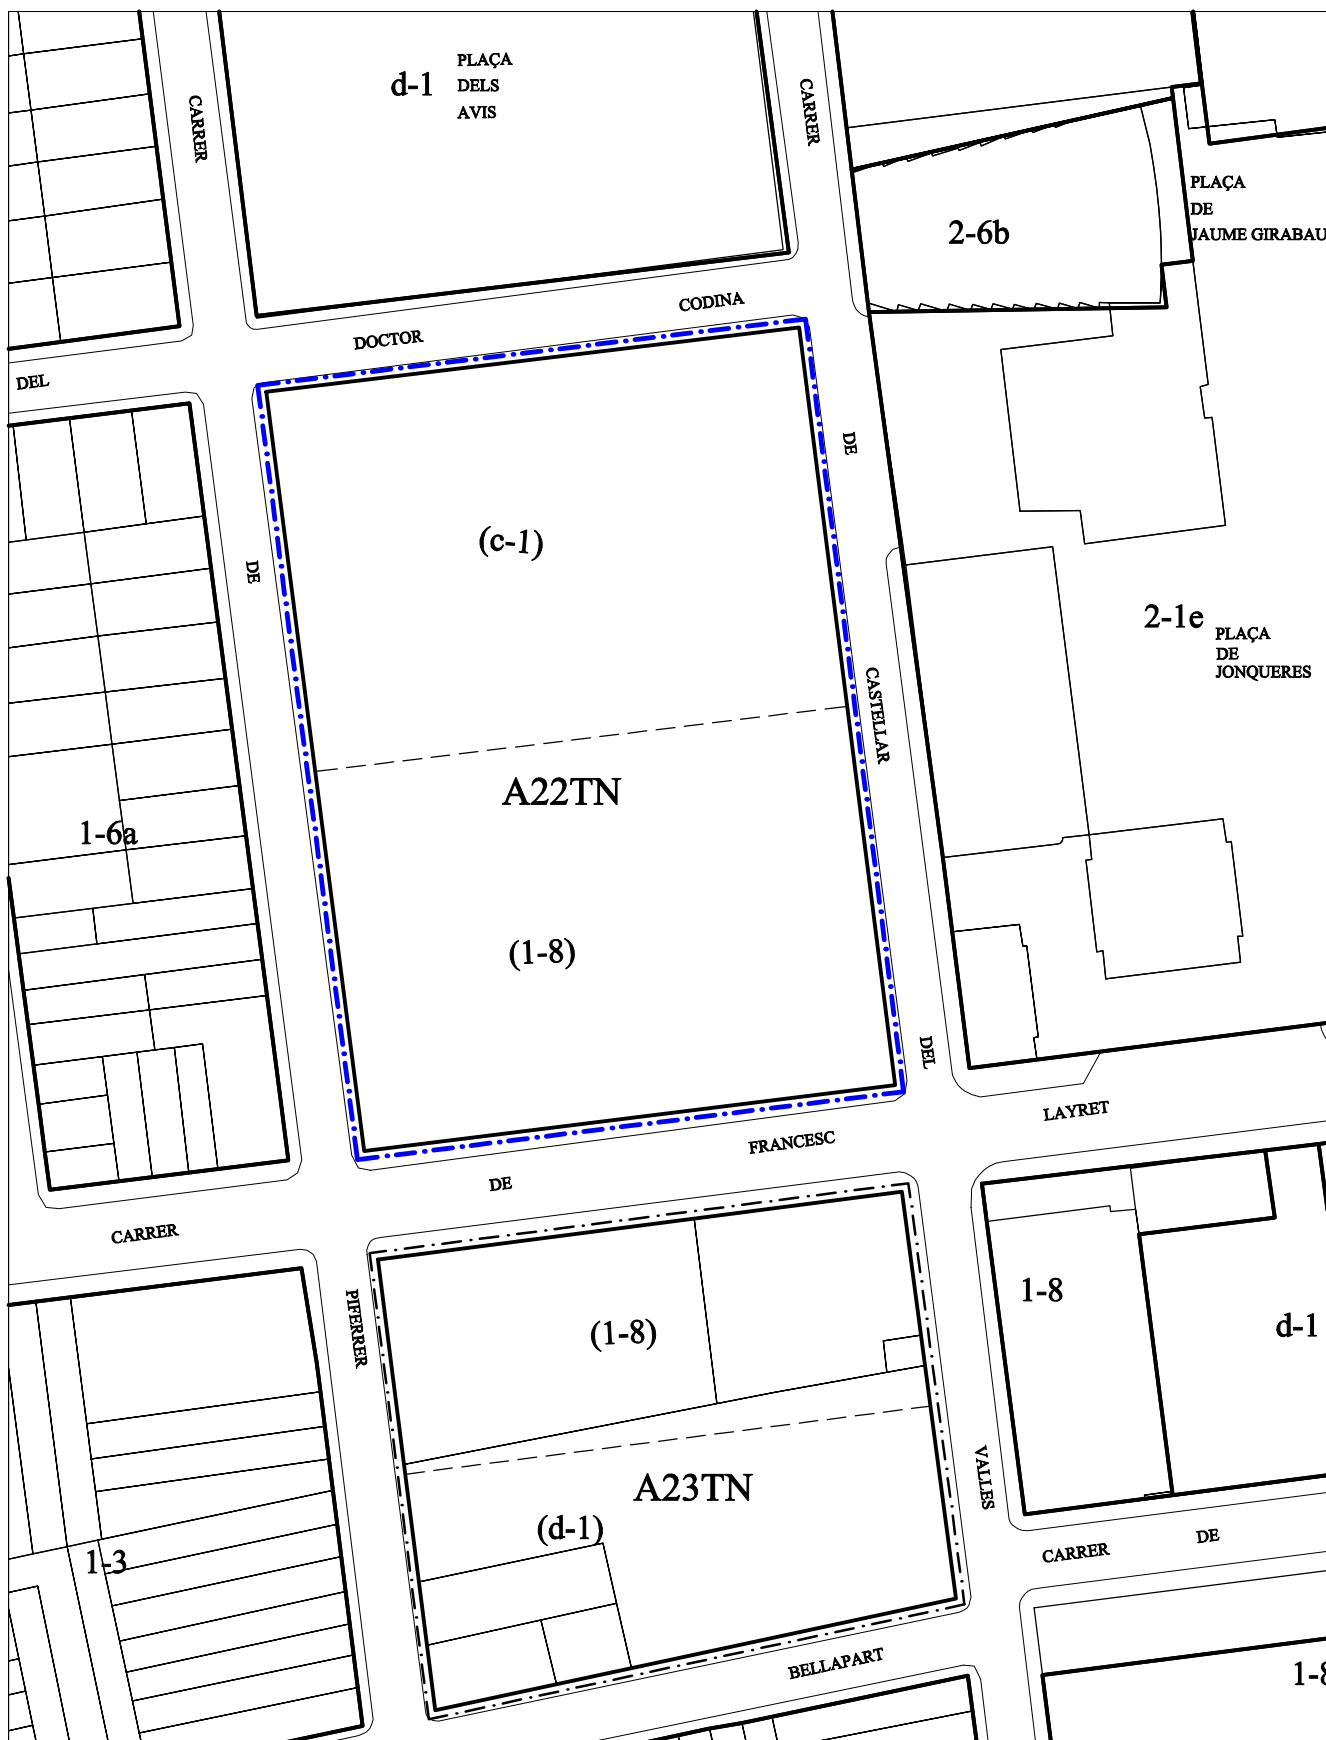 PLAÇA
DELS
AVIS
d-1
CARRER
CARRER
PLAÇA
DE
JAUME GIRABAU
2-6b
CODINA
DOCTOR
DEL
DE
(c-1)
DE
2-1e
PLAÇA
DE
JONQUERES
CASTELLAR
A22TN
1-6a
(1-8)
DEL
LAYRET
FRANCESC
DE
CARRER
1-8
PIFERRER
(1-8)
d-1
A23TN
VALLES
(d-1)
DE
CARRER
1-3
BELLAPART
1-8